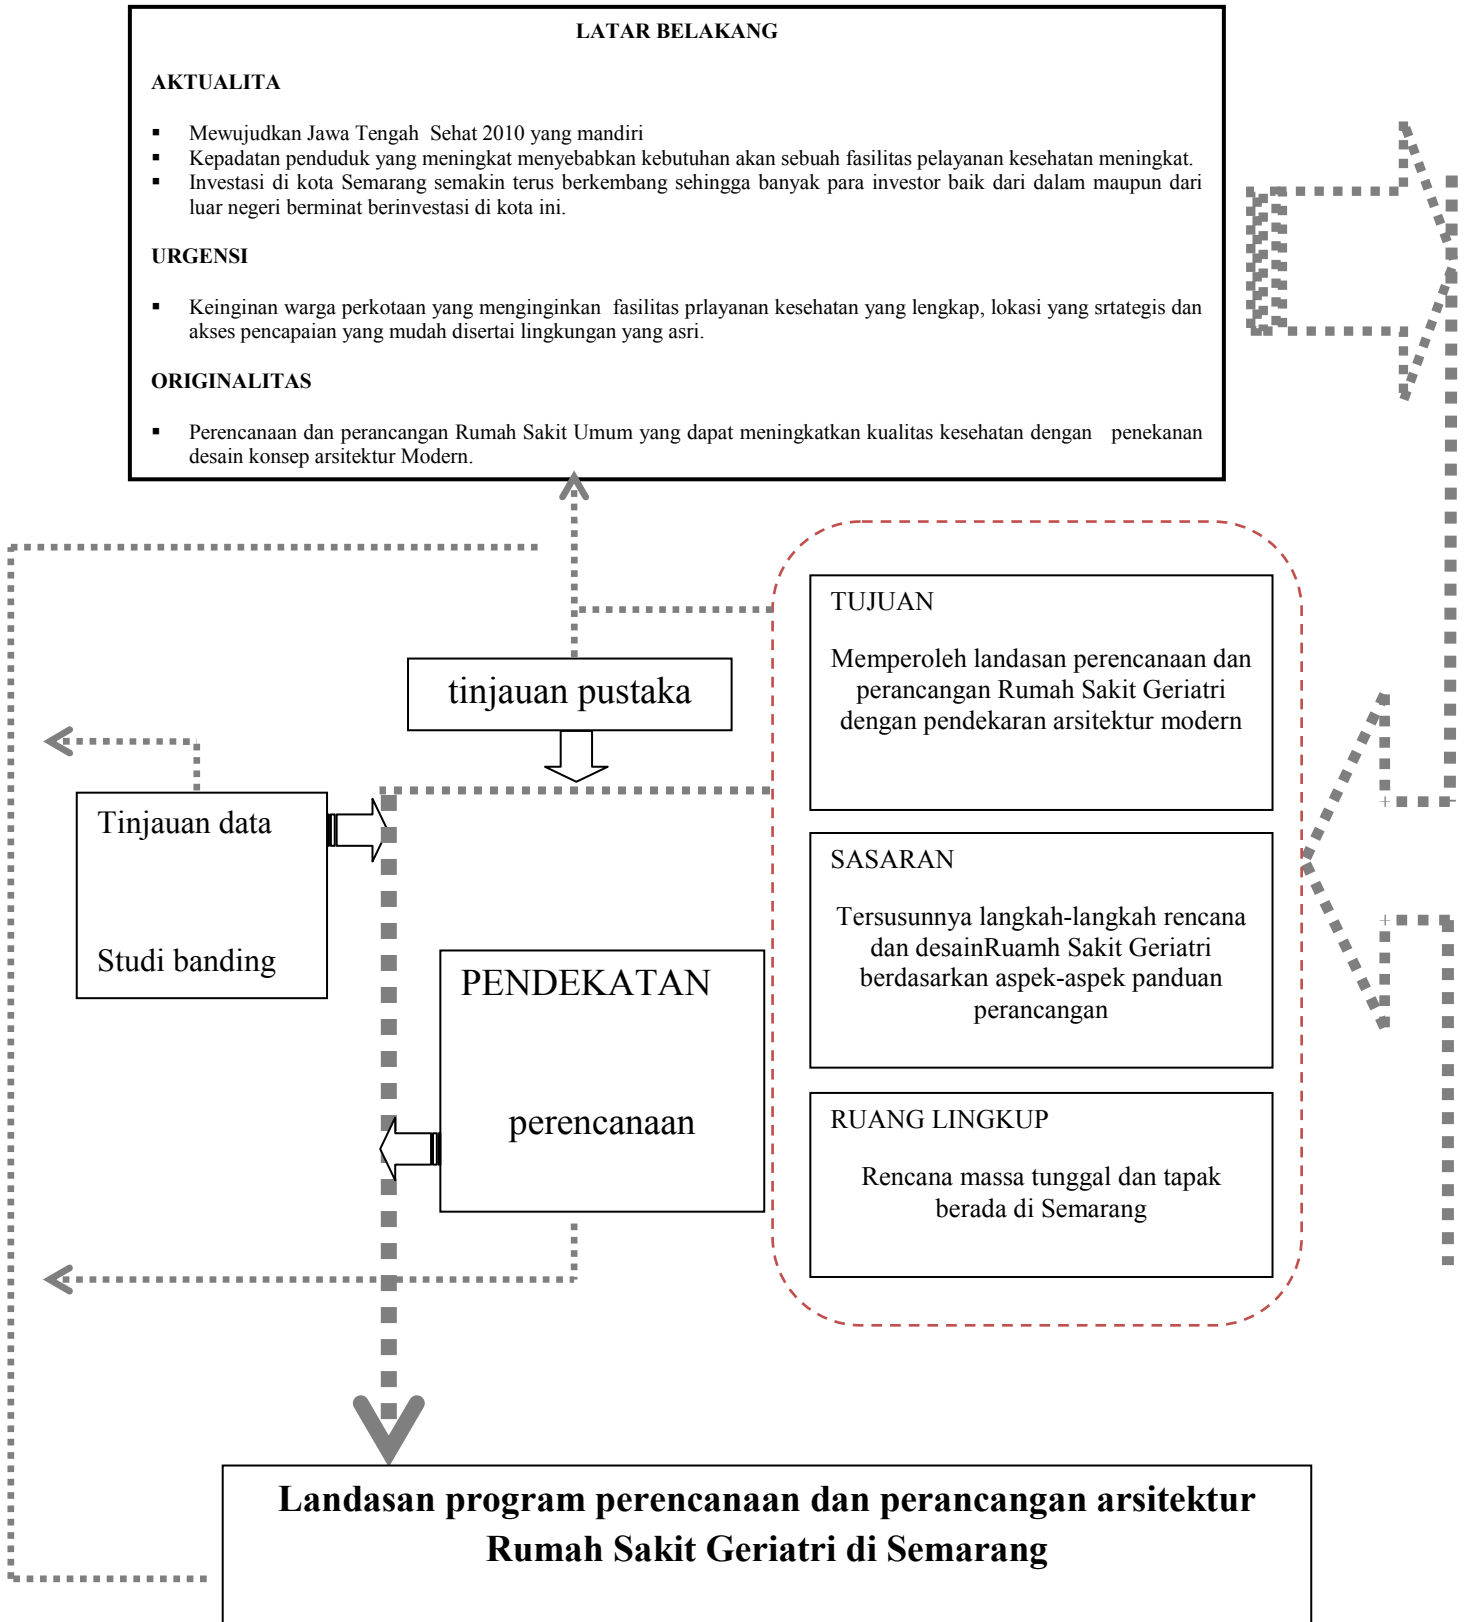 LATAR BELAKANG
AKTUALITA
▪ Mewujudkan Jawa Tengah Sehat 2010 yang mandiri
▪ Kepadatan penduduk yang meningkat menyebabkan kebutuhan akan sebuah fasilitas pelayanan kesehatan meningkat.
▪ Investasi di kota Semarang semakin terus berkembang sehingga banyak para investor baik dari dalam maupun dari
luar negeri berminat berinvestasi di kota ini.
URGENSI
▪ Keinginan warga perkotaan yang menginginkan fasilitas prlayanan kesehatan yang lengkap, lokasi yang srtategis dan
akses pencapaian yang mudah disertai lingkungan yang asri.
ORIGINALITAS
▪ Perencanaan dan perancangan Rumah Sakit Umum yang dapat meningkatkan kualitas kesehatan dengan penekanan
desain konsep arsitektur Modern.
TUJUAN
Memperoleh landasan perencanaan dan
perancangan Rumah Sakit Geriatri
dengan pendekaran arsitektur modern
tinjauan pustaka
Tinjauan data
Studi banding
SASARAN
Tersusunnya langkah-langkah rencana
dan desainRuamh Sakit Geriatri
berdasarkan aspek-aspek panduan
perancangan
PENDEKATAN
perencanaan
RUANG LINGKUP
Rencana massa tunggal dan tapak
berada di Semarang
Landasan program perencanaan dan perancangan arsitektur
Rumah Sakit Geriatri di Semarang